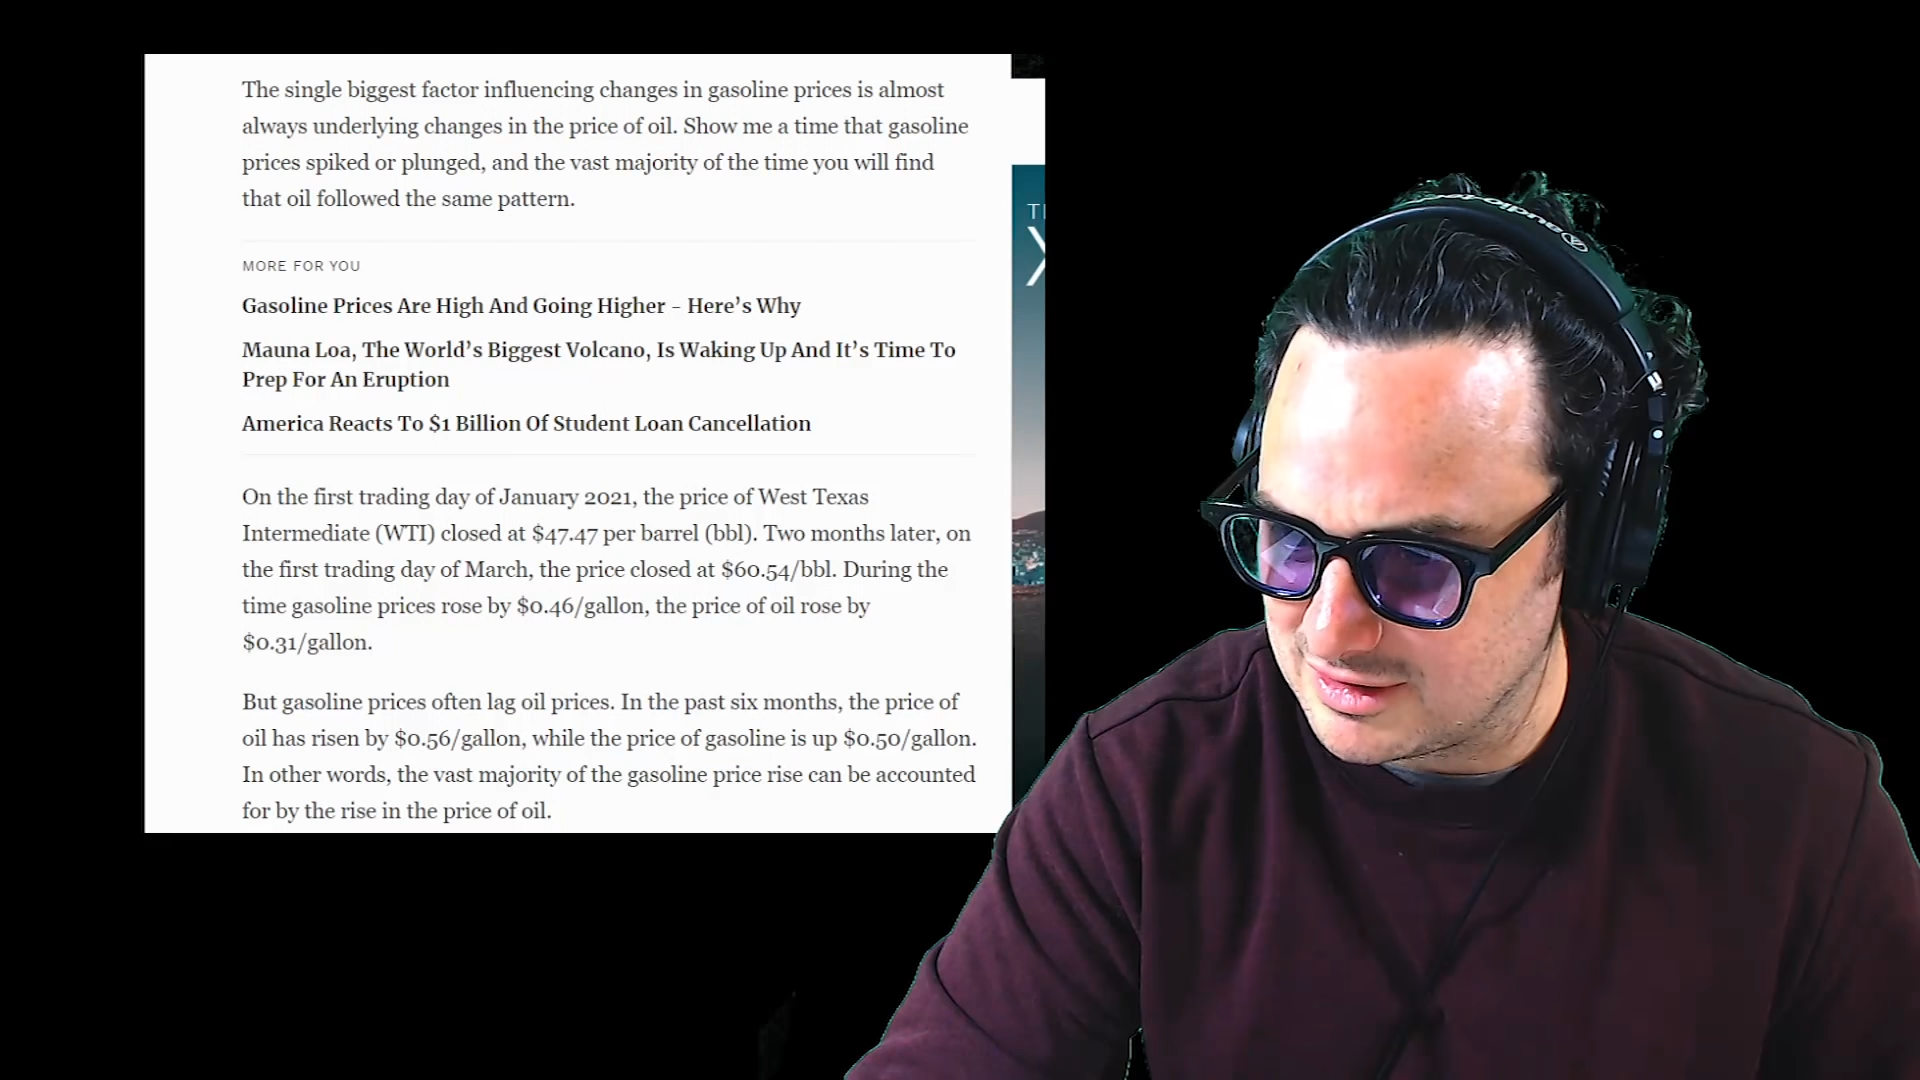 The single biggest factor influencing changes in gasoline prices is almost
always underlying changes in the price of oil. Show me a time that gasoline
prices spiked or plunged, and the vast majority of the time you will find
that oil followed the same pattern.
MORE FOR YOU
Gasoline Prices Are High And Going Higher – Here’s Why
Mauna Loa, The World’s Biggest Volcano, Is Waking Up And It’s Time To
Prep For An Eruption
America Reacts To $1 Billion Of Student Loan Cancellation
On the first trading day of January 2021, the price of West Texas
Intermediate (WTI) closed at $47.47 per barrel (bbl). Two months later, on
the first trading day of March, the price closed at $60.54/bbl. During the
time gasoline prices rose by $0.46/gallon, the price of oil rose by
$0.31/gallon.
But gasoline prices often lag oil prices. In the past six months, the price of
oil has risen by $0.56/gallon, while the price of gasoline is up $0.50/gallon.
In other words, the vast majority of the gasoline price rise can be accounted
for by the rise in the price of oil.
audio-technica